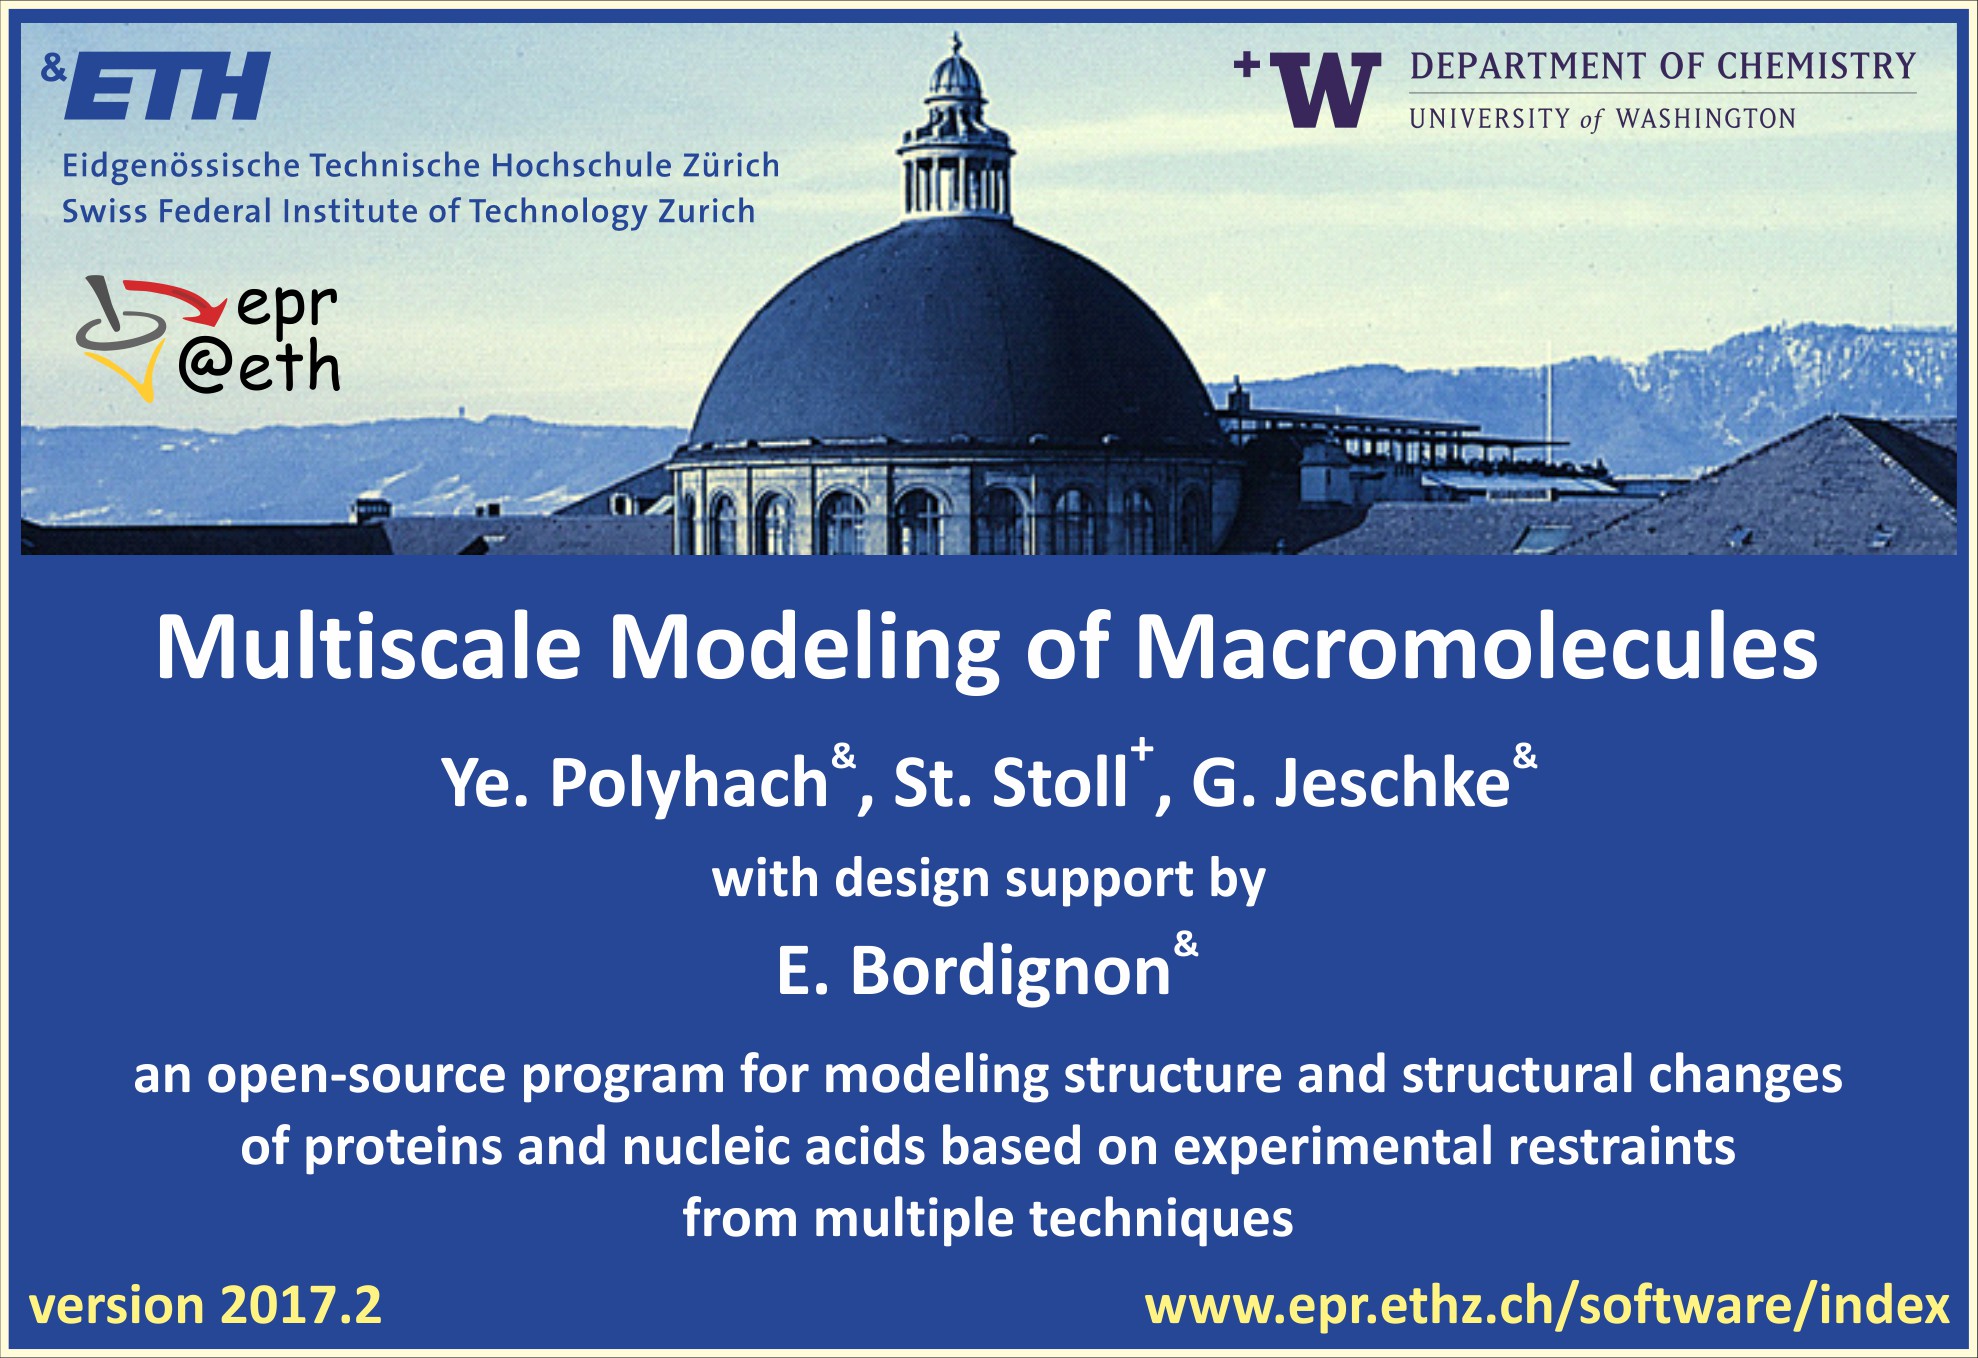 &ETH
Eidgenössische Technische Hochschule Zürich
Swiss Federal Institute of Technology Zurich
epr
@eth
+W DEPARTMENT OF CHEMISTRY
UNIVERSITY of WASHINGTON
Multiscale Modeling of Macromolecules
Ye. Polyhach&, St. Stoll+, G. Jeschke&
with design support by
E. Bordignon&
an open-source program for modeling structure and structural changes
of proteins and nucleic acids based on experimental restraints
from multiple techniques
version 2017.2
www.epr.ethz.ch/software/index